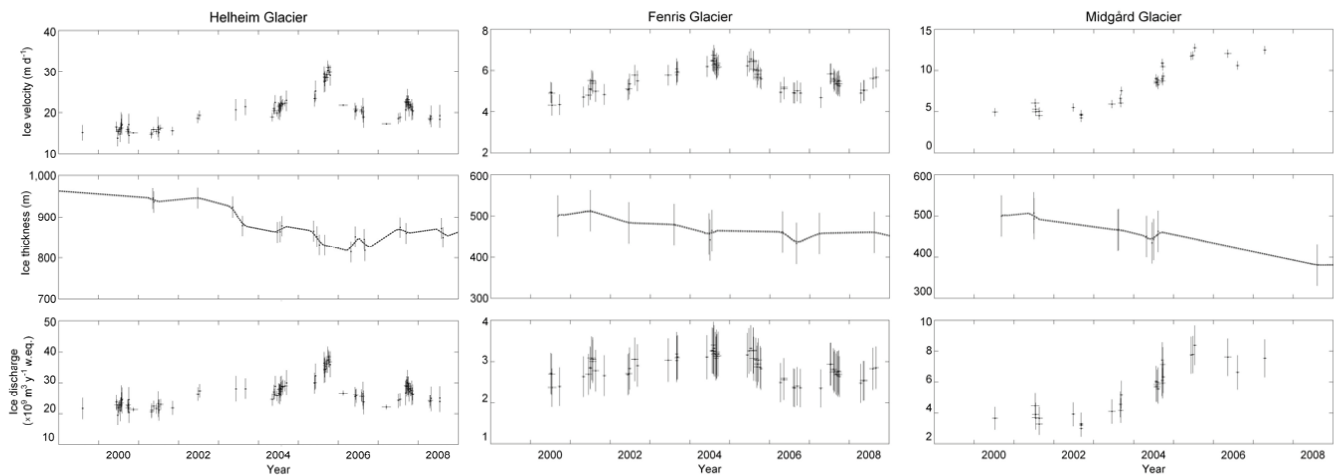 Helheim Glacier
Fenris Glacier
Midgård Glacier
Ice velocity (m d⁻¹)
40
30
20
10
8
6
4
2
15
10
5
0
Ice thickness (m)
1,000
900
800
700
600
500
400
300
600
500
400
300
Ice discharge
(×10⁹ m³ y⁻¹ w.eq.)
50
40
30
20
10
4
3
2
1
10
8
6
4
2
2000 2002 2004 2006 2008
2000 2002 2004 2006 2008
2000 2002 2004 2006 2008
Year
Year
Year